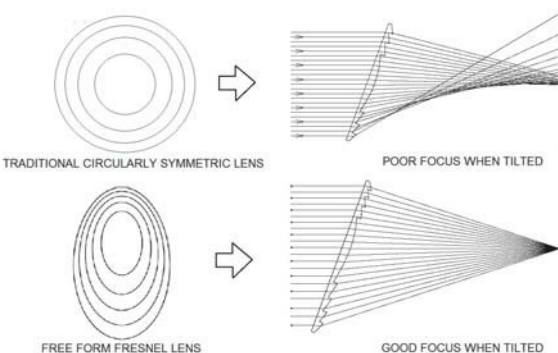 TRADITIONAL CIRCULARLY SYMMETRIC LENS
POOR FOCUS WHEN TILTED
FREE FORM FRESNEL LENS
GOOD FOCUS WHEN TILTED